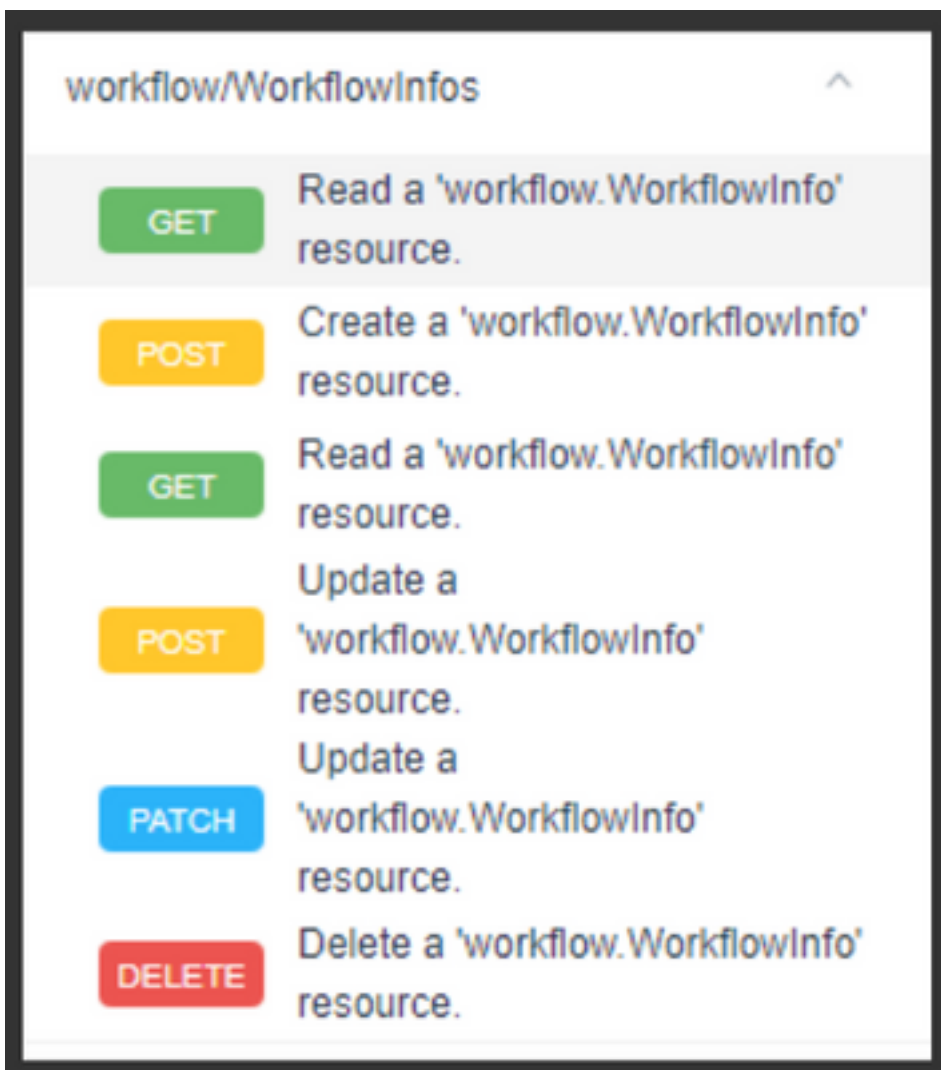 workflow/WorkflowInfos
GET
Read a 'workflow.WorkflowInfo'
resource.
POST
Create a 'workflow.WorkflowInfo'
resource.
GET
Read a 'workflow.WorkflowInfo'
resource.
POST
Update a
'workflow.WorkflowInfo'
resource.
PATCH
Update a
'workflow.WorkflowInfo'
resource.
DELETE
Delete a 'workflow.WorkflowInfo'
resource.